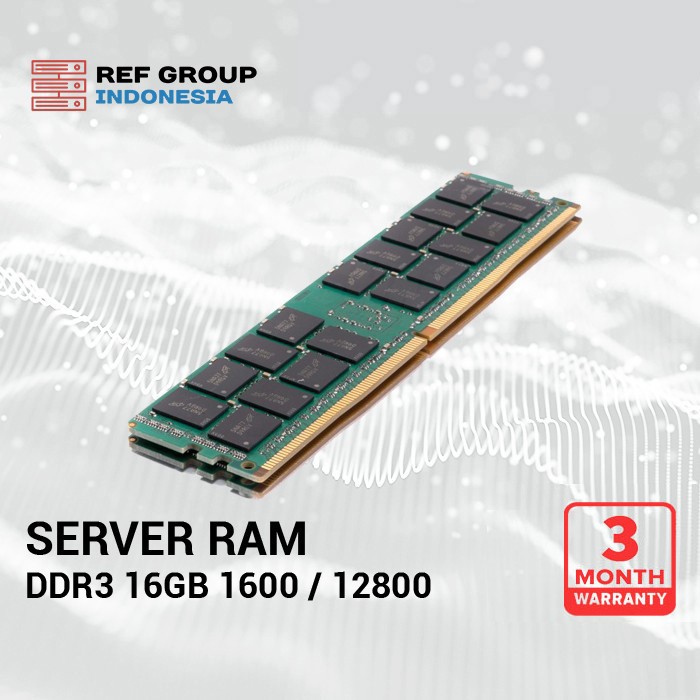 REF GROUP
INDONESIA
SERVER RAM
DDR3 16GB 1600 / 12800
3
MONTH
WARRANTY